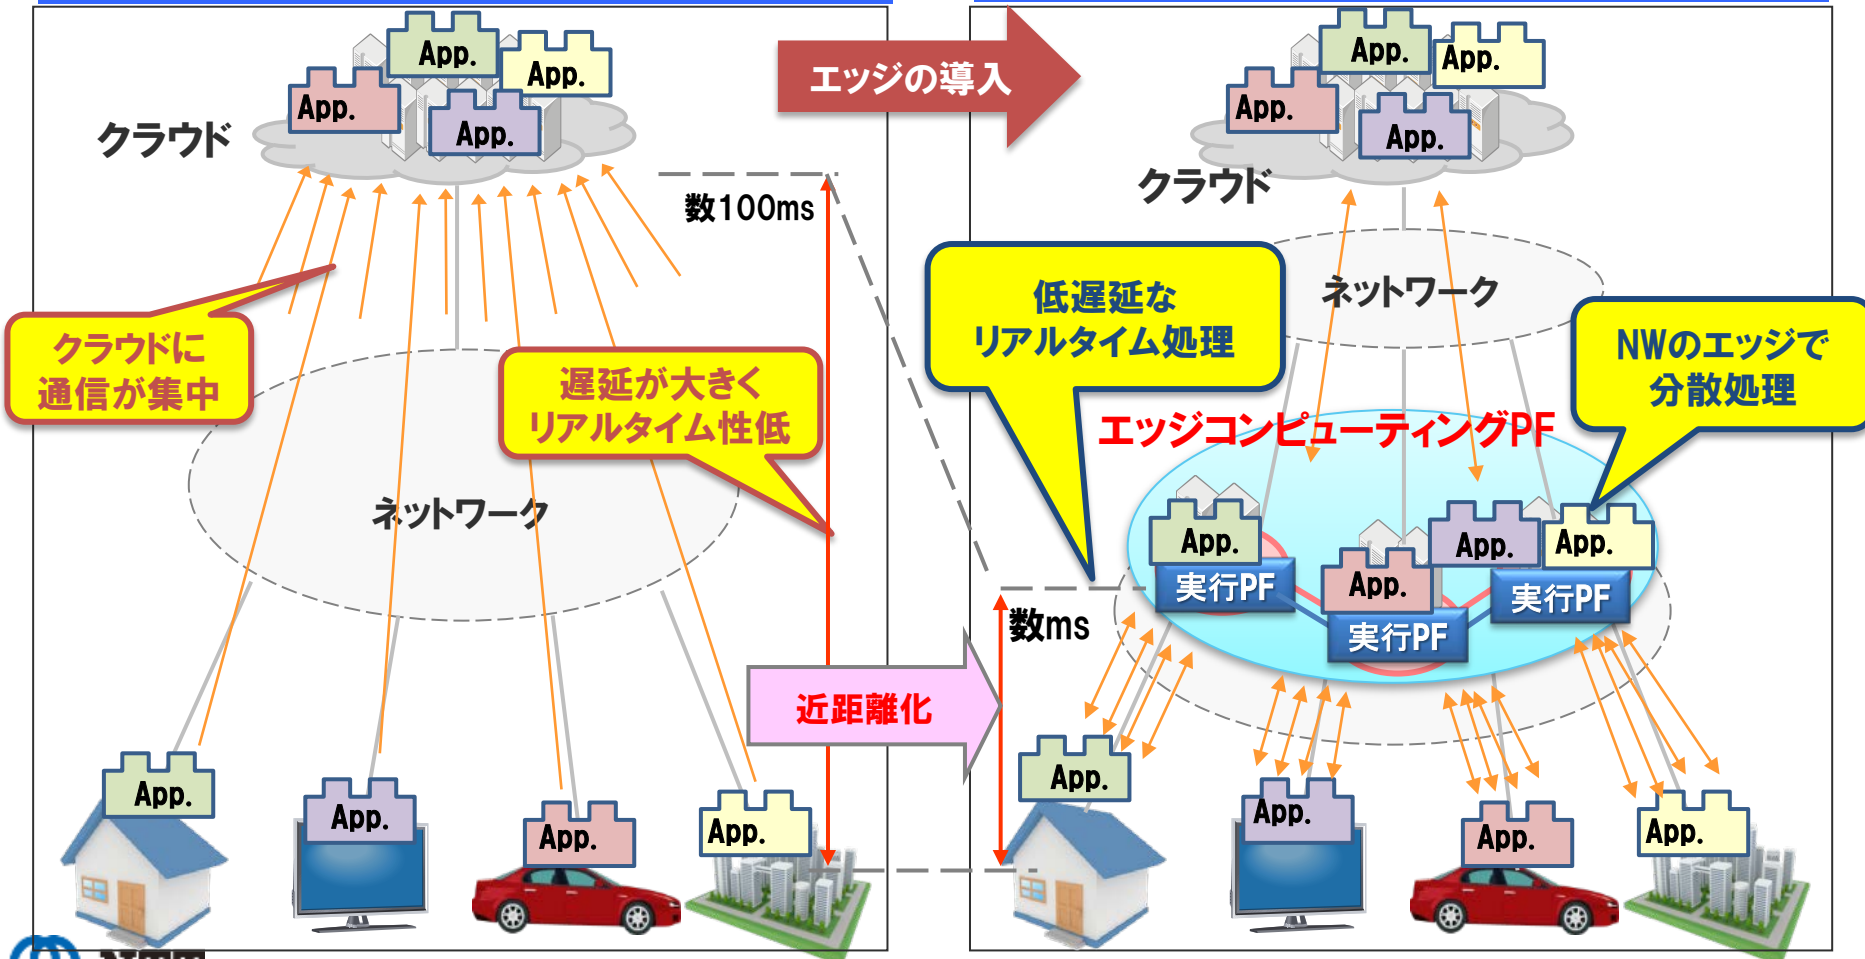 App.
App.
App.
App.
クラウド
数100ms
クラウドに
通信が集中
遅延が大きく
リアルタイム性低
ネットワーク
App.
App.
App.
App.
エッジの導入
近距離化
App.
App.
App.
App.
クラウド
ネットワーク
低遅延な
リアルタイム処理
NWのエッジで
分散処理
エッジコンピューティングPF
App.
App.
App.
App.
実行PF
実行PF
実行PF
数ms
App.
App.
App.
App.
NTT